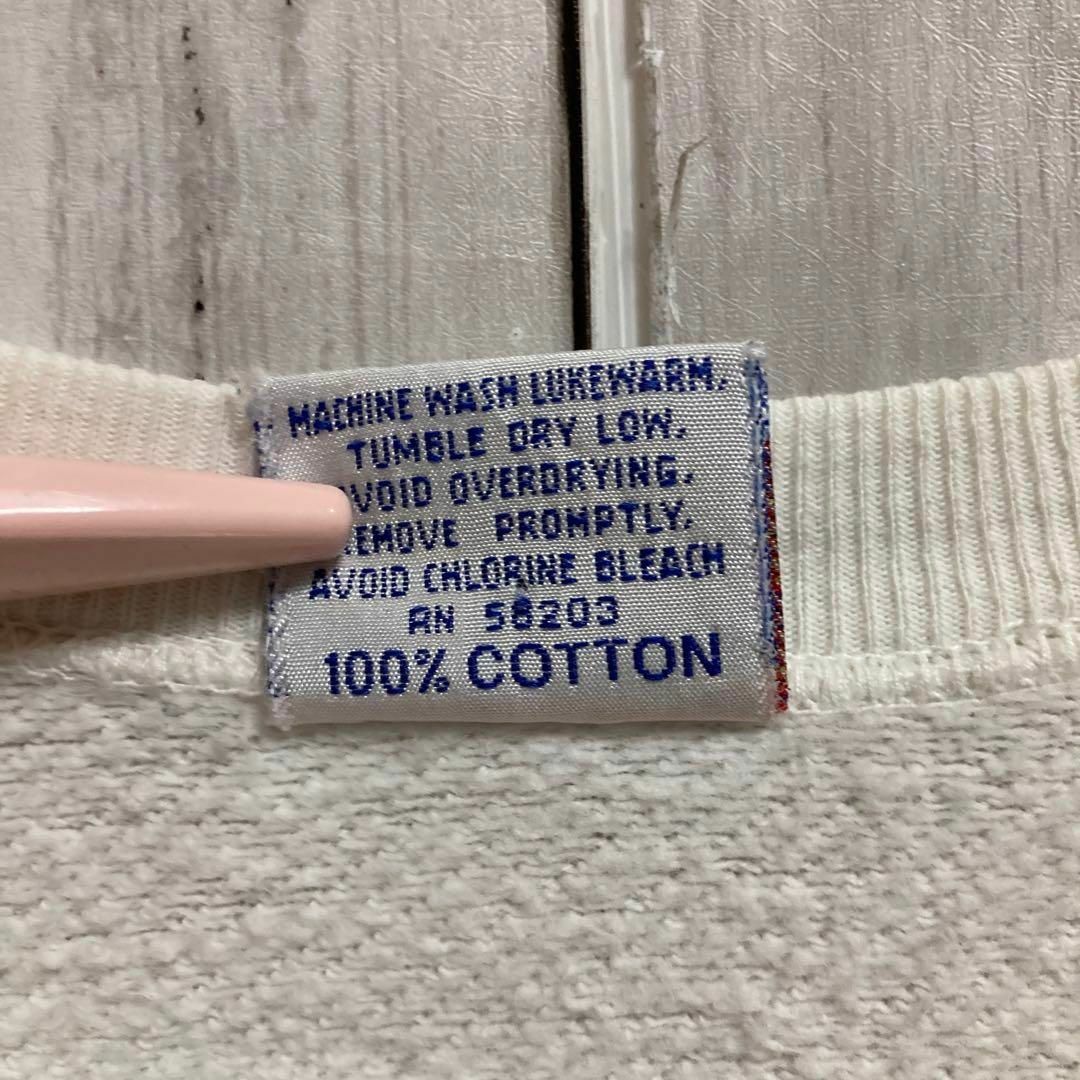 MACHINE WASH LUKEWARM,
TUMBLE DRY LOW,
AVOID OVERDRYING,
REMOVE PROMPTLY,
AVOID CHLORINE BLEACH
RN 58203
100% COTTON